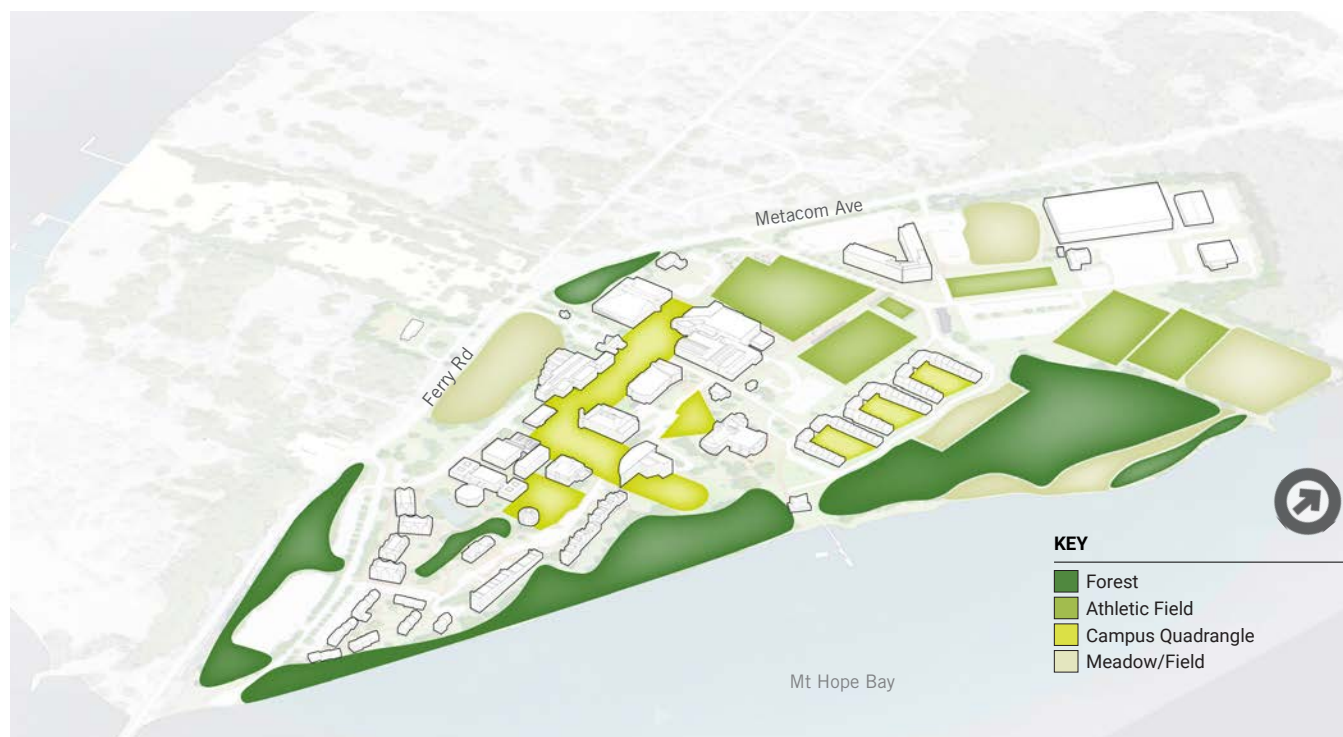 Metacom Ave
Ferry Rd
KEY
Forest
Athletic Field
Campus Quadrangle
Meadow/Field
Mt Hope Bay